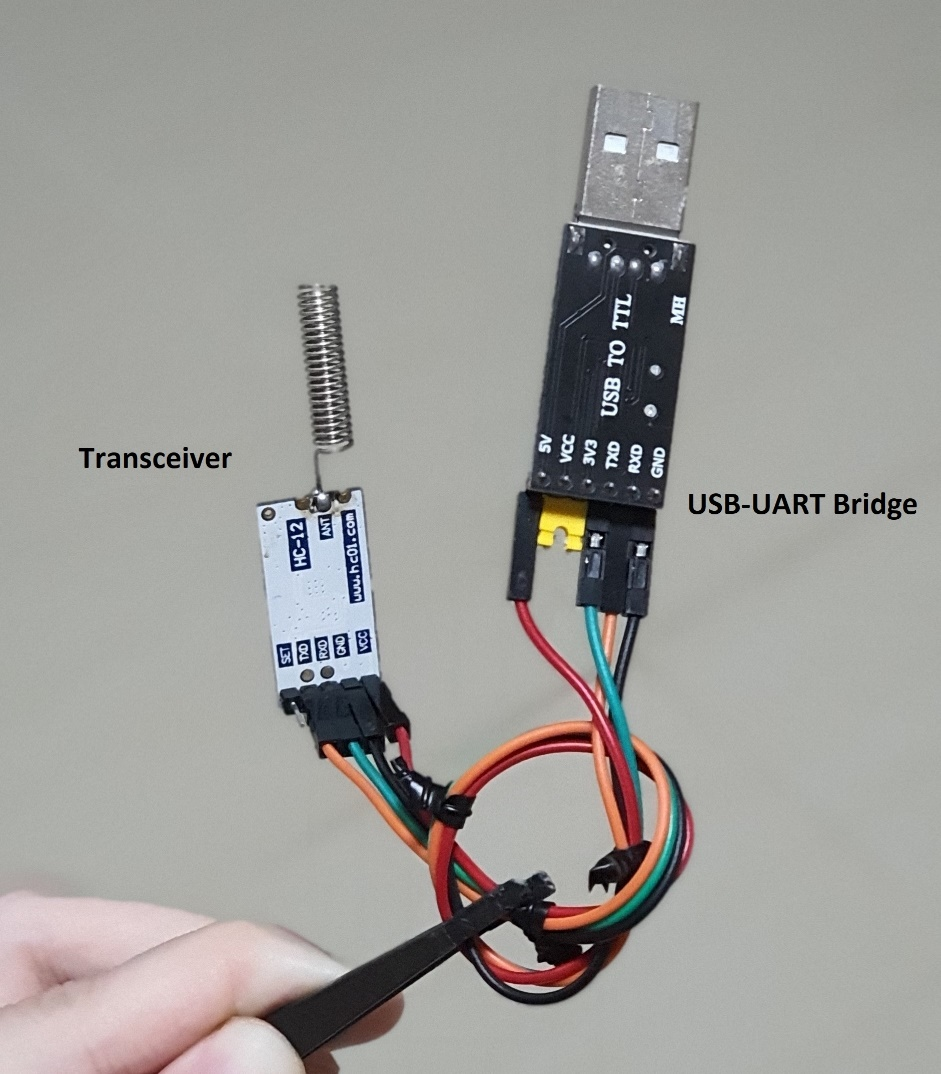 USB TO TTL
MH
5V
VCC
3V3
TXD
RXD
GND
Transceiver
USB-UART Bridge
HC-12
ANT
www.hc01.com
SET
TXD
RXD
GND
VCC